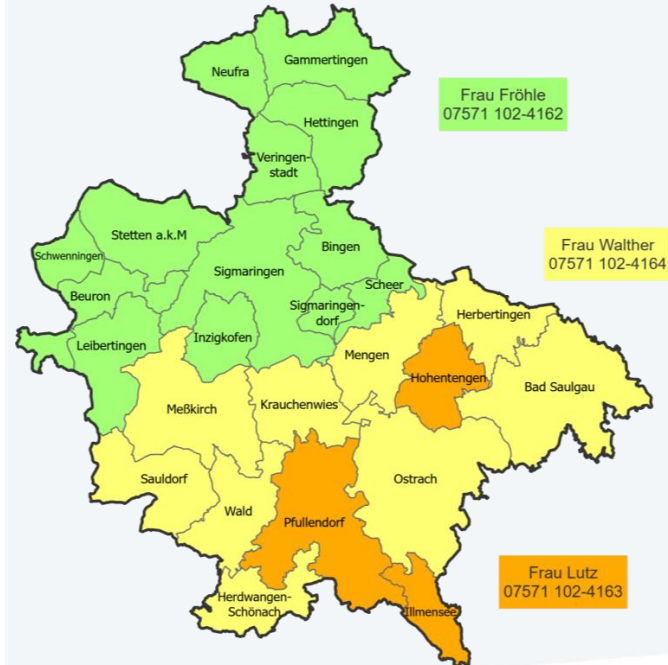 Gammertingen
Neufra
Frau Fröhle
07571 102-4162
Hettingen
Veringen-
stadt
Stetten a.k.M
Schwenningen
Bingen
Frau Walther
07571 102-4164
Sigmaringen
Scheer
Beuron
Sigmaringen-
dorf
Herbertingen
Inzigkofen
Leibertingen
Mengen
Hohentengen
Bad Saulgau
Meßkirch
Krauchenwies
Sauldorf
Ostrach
Wald
Pfullendorf
Frau Lutz
07571 102-4163
Herdwangen-
Schönach
Illmensee